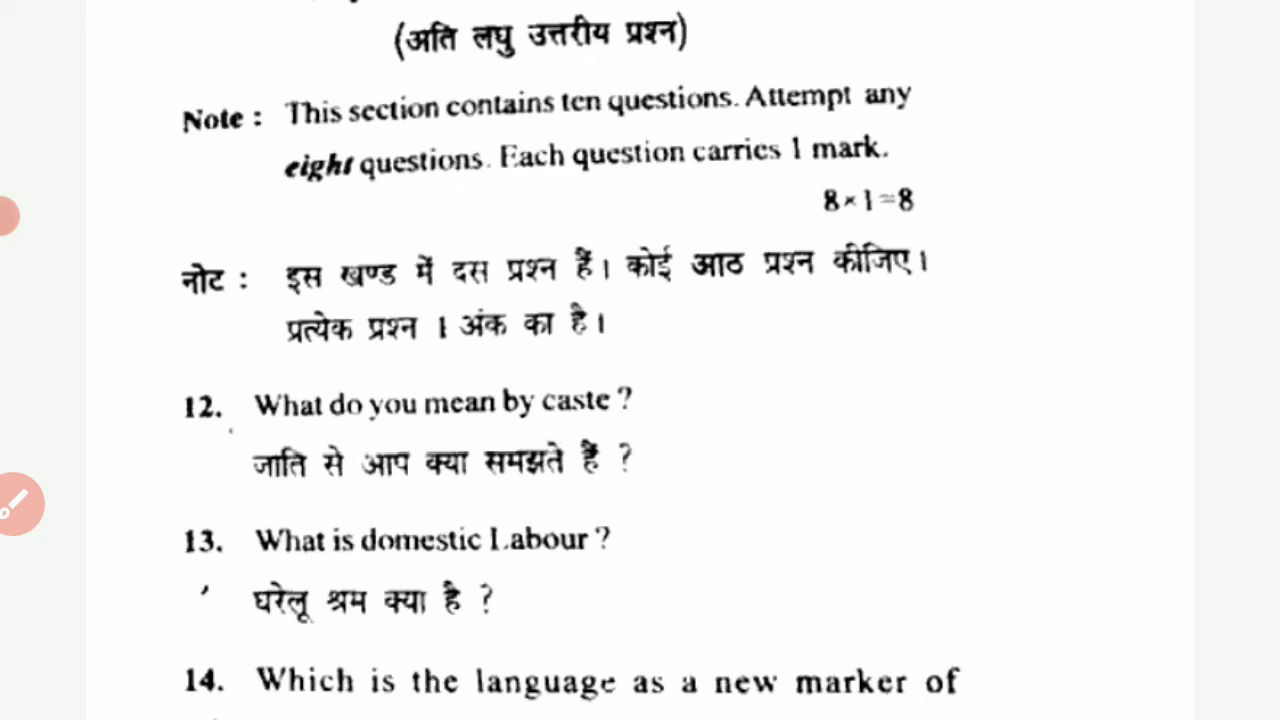 (अति लघु उत्तरीय प्रश्न)
Note : This section contains ten questions. Attempt any
eight questions. Each question carries 1 mark.
8×1=8
नोट : इस खण्ड में दस प्रश्न हैं। कोई आठ प्रश्न कीजिए।
प्रत्येक प्रश्न 1 अंक का है।
12. What do you mean by caste ?
जाति से आप क्या समझते हैं ?
13. What is domestic Labour ?
घरेलू श्रम क्या है ?
14. Which is the language as a new marker of